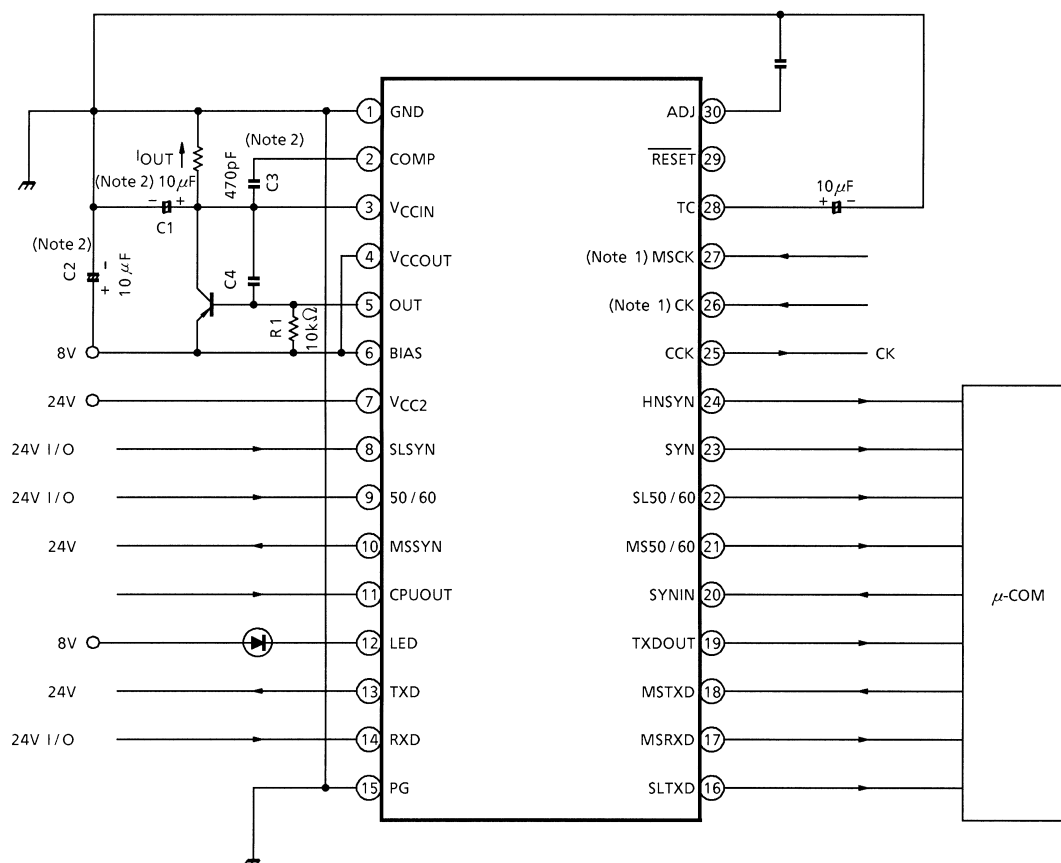 1 GND
ADJ 30
(Note 2)
IOUT
470pF
C3
2 COMP
RESET 29
(Note 2) 10μF
- +
C1
3 VCCIN
10μF
+ -
TC 28
(Note 2)
C2
- +
10μF
C4
4 VCCOUT
(Note 1) MSCK 27
R1
10kΩ
5 OUT
(Note 1) CK 26
8V
6 BIAS
CCK 25
CK
24V
7 VCC2
HNSYN 24
24V I/O
8 SLSYN
SYN 23
24V I/O
9 50/60
SL50/60 22
24V
10 MSSYN
MS50/60 21
11 CPUOUT
SYNIN 20
μ-COM
8V
12 LED
TXDOUT 19
24V
13 TXD
MSTXD 18
24V I/O
14 RXD
MSRXD 17
15 PG
SLTXD 16